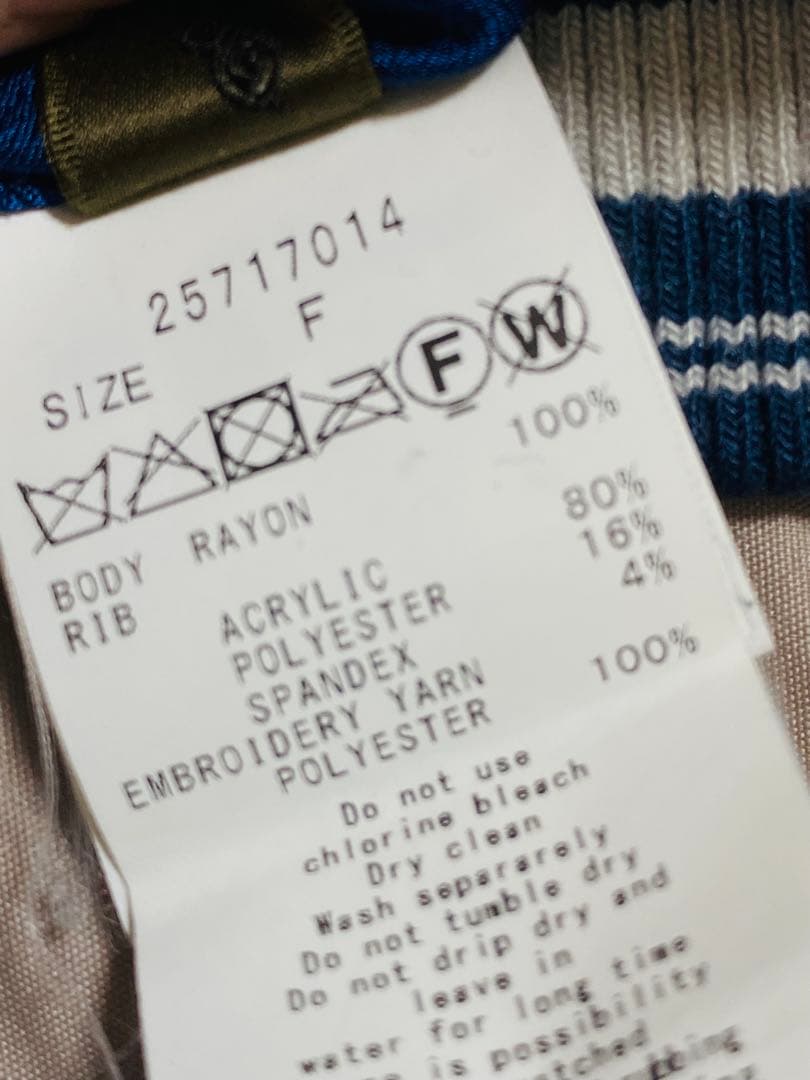 25717014
SIZE F
F W
BODY RAYON 100%
RIB ACRYLIC 80%
POLYESTER 16%
SPANDEX 4%
EMBROIDERY YARN
POLYESTER 100%
Do not use
chlorine bleach
Dry clean
Wash separarely
Do not tumble dry
Do not drip dry and
leave in
water for long time
is possibility